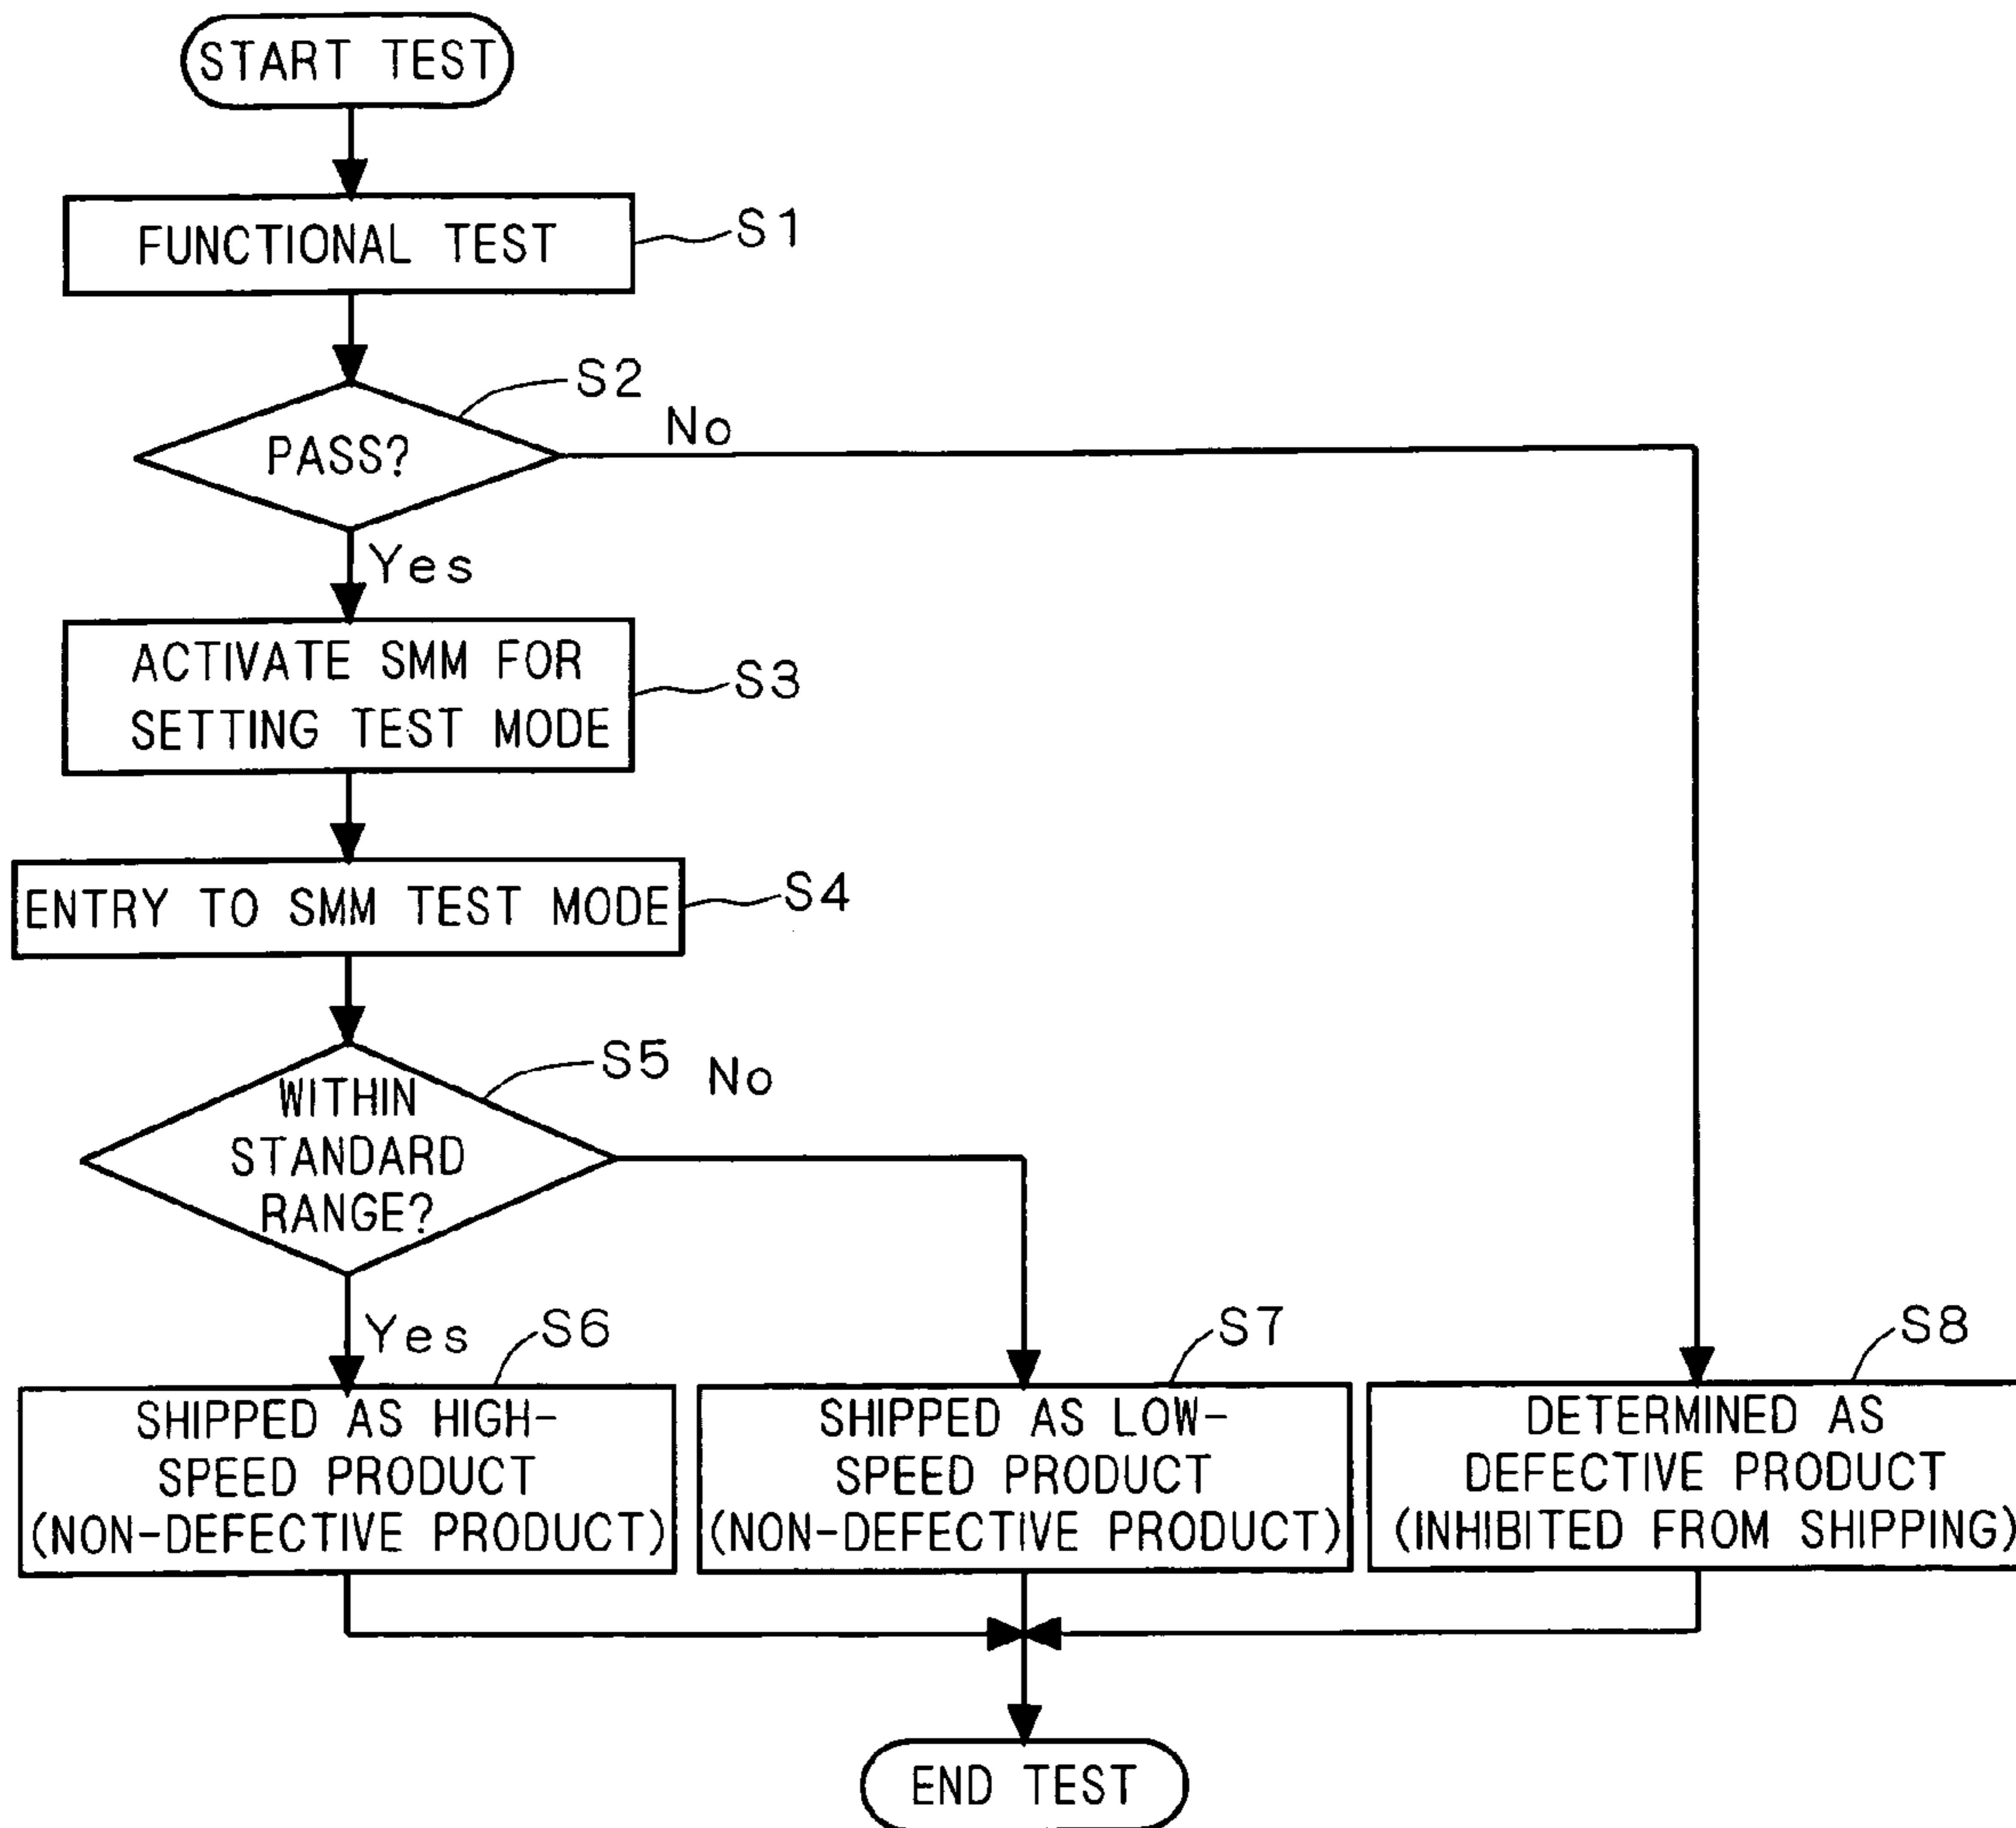 START TEST
FUNCTIONAL TEST
S1
S2
PASS?
No
Yes
ACTIVATE SMM FOR
SETTING TEST MODE
S3
ENTRY TO SMM TEST MODE
S4
S5
No
WITHIN
STANDARD
RANGE?
Yes
S6
SHIPPED AS HIGH-
SPEED PRODUCT
(NON-DEFECTIVE PRODUCT)
S7
SHIPPED AS LOW-
SPEED PRODUCT
(NON-DEFECTIVE PRODUCT)
S8
DETERMINED AS
DEFECTIVE PRODUCT
(INHIBITED FROM SHIPPING)
END TEST